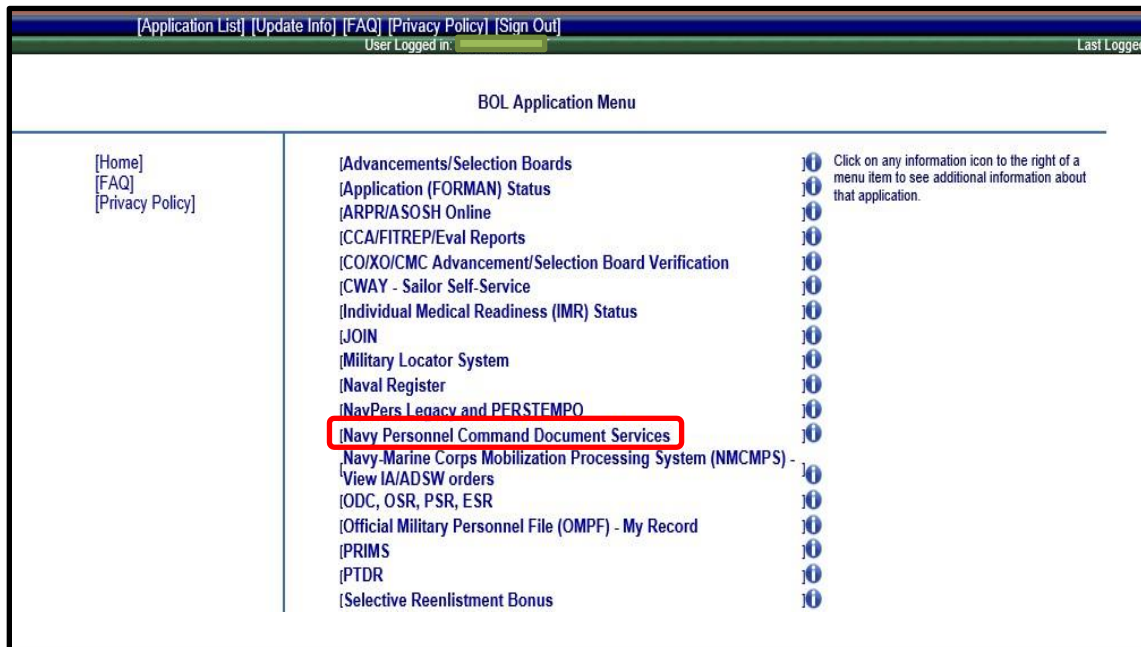 [Application List] [Update Info] [FAQ] [Privacy Policy] [Sign Out]
User Logged in:
Last Logged
BOL Application Menu
[Home]
[FAQ]
[Privacy Policy]
[Advancements/Selection Boards ]
[Application (FORMAN) Status ]
[ARPR/ASOSH Online ]
[CCA/FITREP/Eval Reports ]
[CO/XO/CMC Advancement/Selection Board Verification ]
[CWAY - Sailor Self-Service ]
[Individual Medical Readiness (IMR) Status ]
[JOIN ]
[Military Locator System ]
[Naval Register ]
[NavPers Legacy and PERSTEMPO ]
[Navy Personnel Command Document Services ]
[Navy-Marine Corps Mobilization Processing System (NMCMPS) -
View IA/ADSW orders ]
[ODC, OSR, PSR, ESR ]
[Official Military Personnel File (OMPF) - My Record ]
[PRIMS ]
[PTDR ]
[Selective Reenlistment Bonus ]
Click on any information icon to the right of a
menu item to see additional information about
that application.